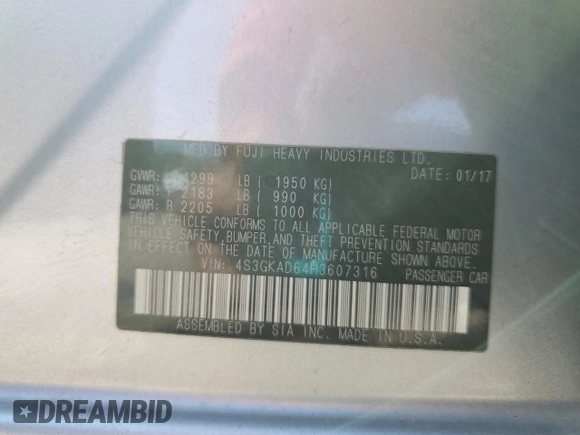 MFD.BY FUJI HEAVY INDUSTRIES LTD.
DATE: 01/17
GVWR: 4299 LB ( 1950 KG)
GAWR: F 2183 LB ( 990 KG)
GAWR: R 2205 LB ( 1000 KG)
THIS VEHICLE CONFORMS TO ALL APPLICABLE FEDERAL MOTOR
VEHICLE SAFETY,BUMPER,AND THEFT PREVENTION STANDARDS
IN EFFECT ON THE DATE OF MANUFACTURE SHOWN ABOVE.
VIN: 4S3GKAD64H3607316 PASSENGER CAR
ASSEMBLED BY SIA INC. MADE IN U.S.A.
DREAMBID